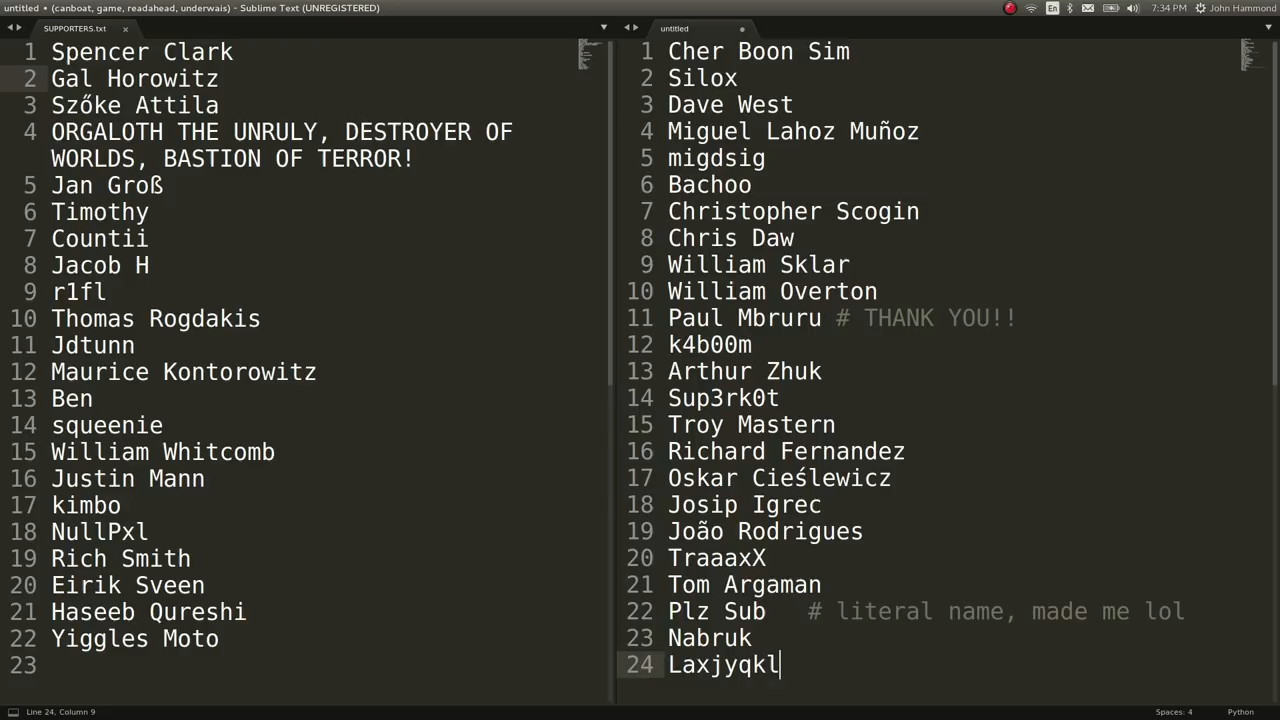 untitled • (canboat, game, readahead, underwais) - Sublime Text (UNREGISTERED)
En
7:34 PM
John Hammond
SUPPORTERS.txt
1 Spencer Clark
2 Gal Horowitz
3 Szőke Attila
4 ORGALOTH THE UNRULY, DESTROYER OF
WORLDS, BASTION OF TERROR!
5 Jan Groß
6 Timothy
7 Countii
8 Jacob H
9 r1fl
10 Thomas Rogdakis
11 Jdtunn
12 Maurice Kontorowitz
13 Ben
14 squeenie
15 William Whitcomb
16 Justin Mann
17 kimbo
18 NullPxl
19 Rich Smith
20 Eirik Sveen
21 Haseeb Qureshi
22 Yiggles Moto
23
untitled
1 Cher Boon Sim
2 Silox
3 Dave West
4 Miguel Lahoz Muñoz
5 migdsig
6 Bachoo
7 Christopher Scogin
8 Chris Daw
9 William Sklar
10 William Overton
11 Paul Mbruru # THANK YOU!!
12 k4b00m
13 Arthur Zhuk
14 Sup3rk0t
15 Troy Mastern
16 Richard Fernandez
17 Oskar Cieślewicz
18 Josip Igrec
19 João Rodrigues
20 TraaaxX
21 Tom Argaman
22 Plz Sub   # literal name, made me lol
23 Nabruk
24 Laxjyqkl
Line 24, Column 9
Spaces: 4
Python